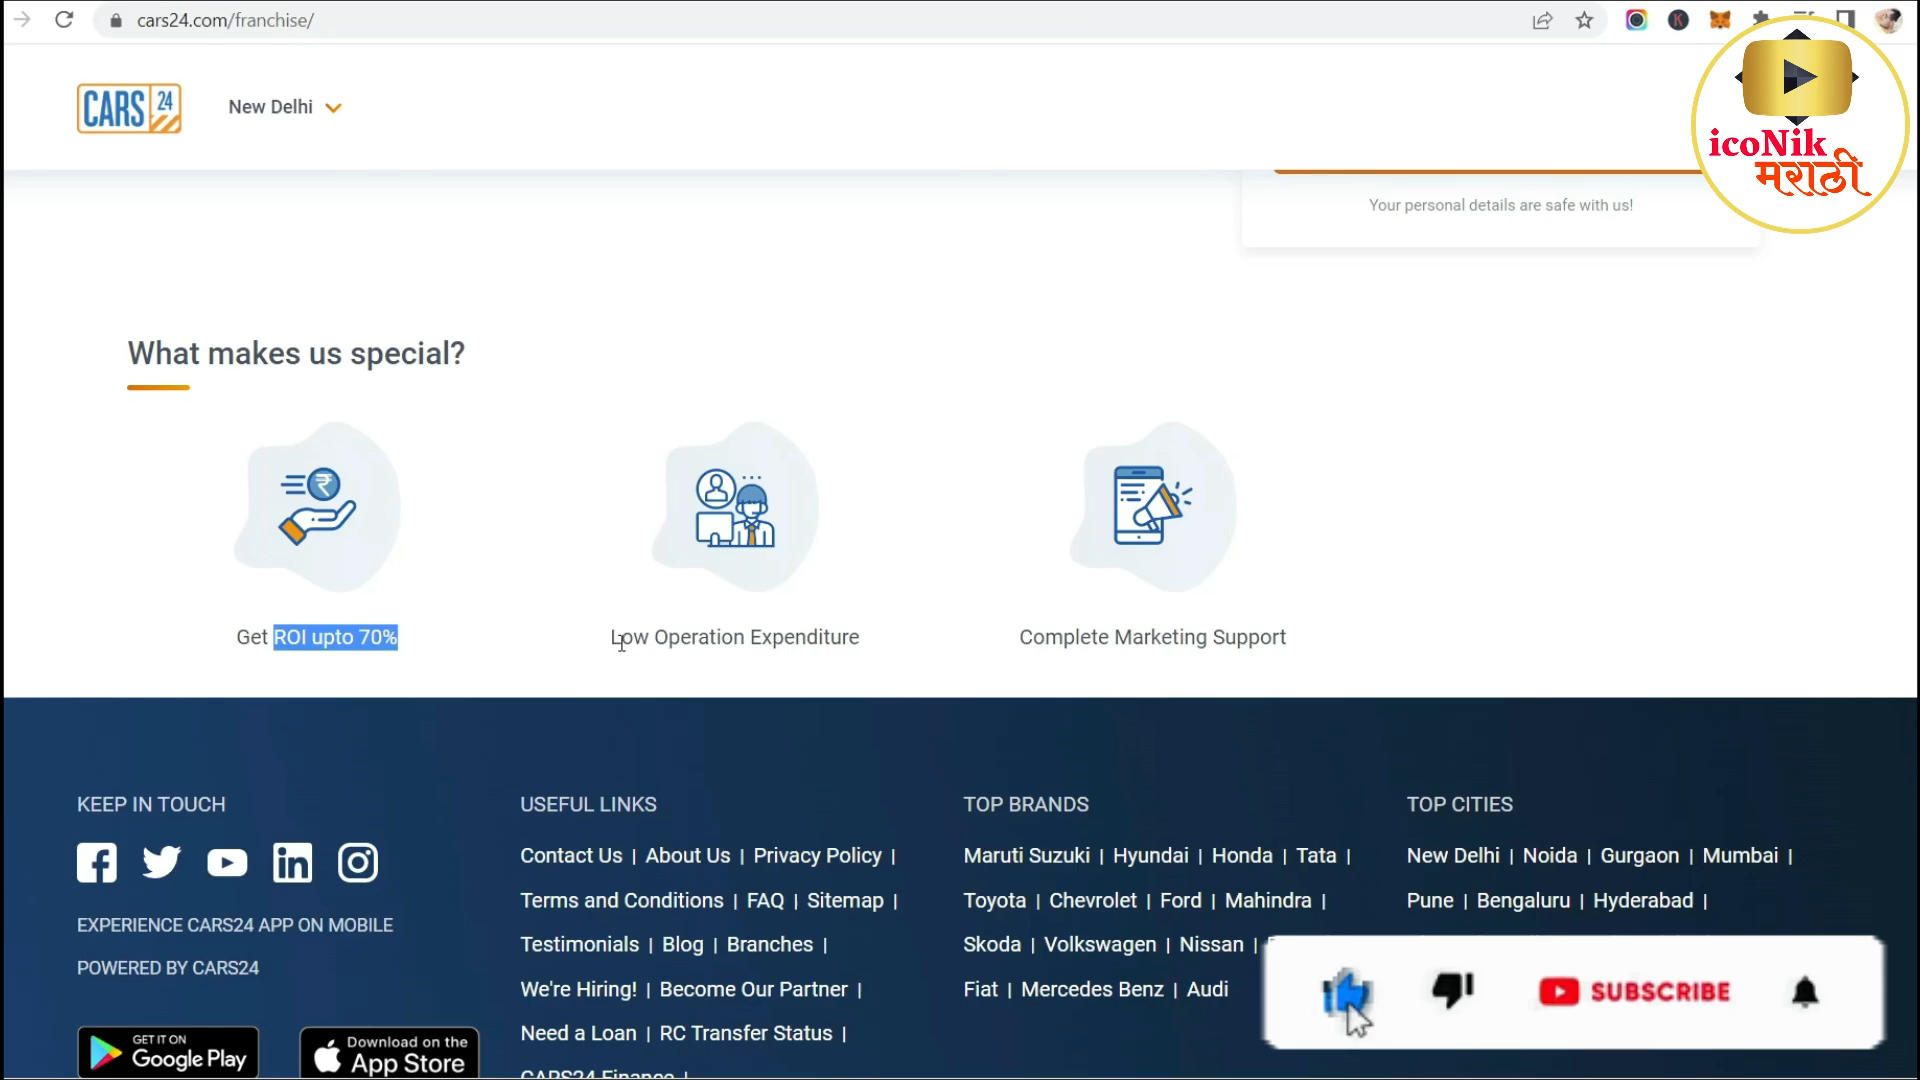 cars24.com/franchise/
CARS 24
New Delhi
icoNik
मराठी
Your personal details are safe with us!
What makes us special?
Get ROI upto 70%
Low Operation Expenditure
Complete Marketing Support
KEEP IN TOUCH
EXPERIENCE CARS24 APP ON MOBILE
POWERED BY CARS24
GET IT ON
Google Play
Download on the
App Store
USEFUL LINKS
Contact Us | About Us | Privacy Policy |
Terms and Conditions | FAQ | Sitemap |
Testimonials | Blog | Branches |
We're Hiring! | Become Our Partner |
Need a Loan | RC Transfer Status |
CARS24 Finance |
TOP BRANDS
Maruti Suzuki | Hyundai | Honda | Tata |
Toyota | Chevrolet | Ford | Mahindra |
Skoda | Volkswagen | Nissan |
Fiat | Mercedes Benz | Audi
TOP CITIES
New Delhi | Noida | Gurgaon | Mumbai |
Pune | Bengaluru | Hyderabad |
SUBSCRIBE